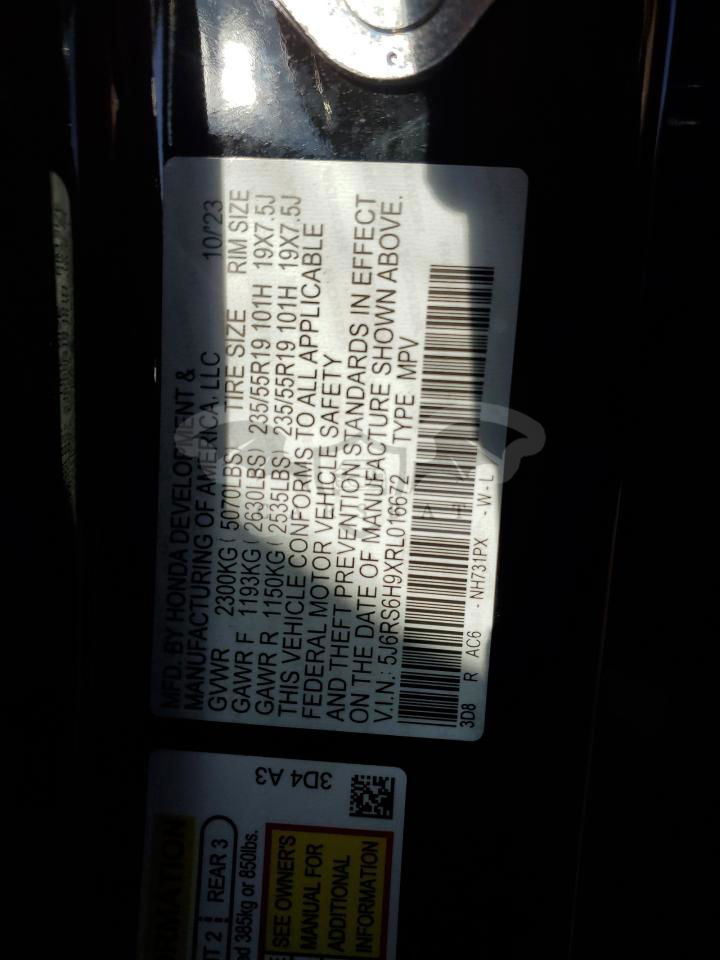 MFD. BY HONDA DEVELOPMENT &
MANUFACTURING OF AMERICA, LLC 10/'23
GVWR 2300KG ( 5070LBS) TIRE SIZE RIM SIZE
GAWR F 1193KG ( 2630LBS) 235/55R19 101H 19X7.5J
GAWR R 1150KG ( 2535LBS) 235/55R19 101H 19X7.5J
THIS VEHICLE CONFORMS TO ALL APPLICABLE
FEDERAL MOTOR VEHICLE SAFETY
AND THEFT PREVENTION STANDARDS IN EFFECT
ON THE DATE OF MANUFACTURE SHOWN ABOVE.
V.I.N.: 5J6RS6H9XRL016672 TYPE MPV
3D8 R AC6 - NH731PX - W - L
3D4 A3
REAR 3
385kg or 850lbs.
SEE OWNER'S
MANUAL FOR
ADDITIONAL
INFORMATION